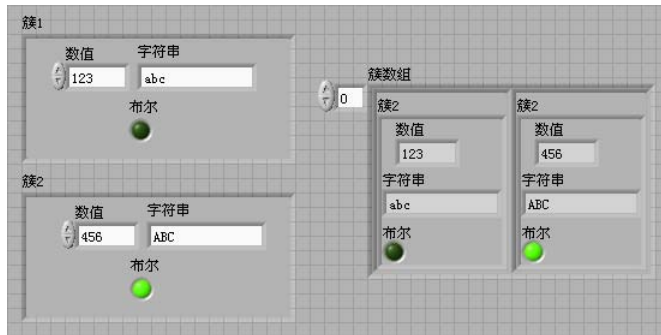 簇1
数值 字符串
123 abc
布尔
簇2
数值 字符串
456 ABC
布尔
簇数组
0
簇2 簇2
数值 数值
123 456
字符串 字符串
abc ABC
布尔 布尔